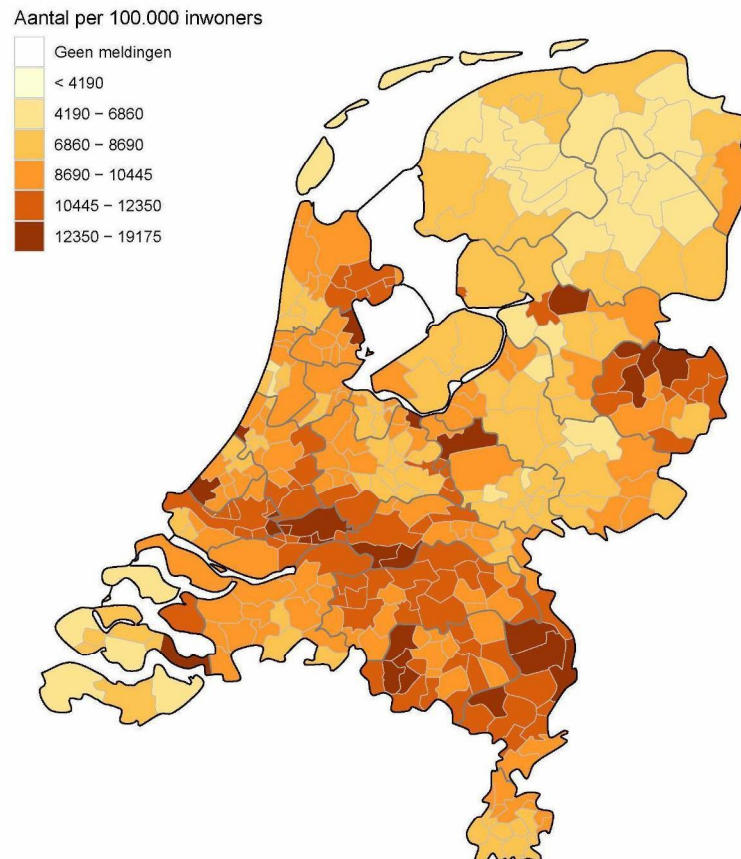 Aantal per 100.000 inwoners
Geen meldingen
< 4190
4190 – 6860
6860 – 8690
8690 – 10445
10445 – 12350
12350 – 19175